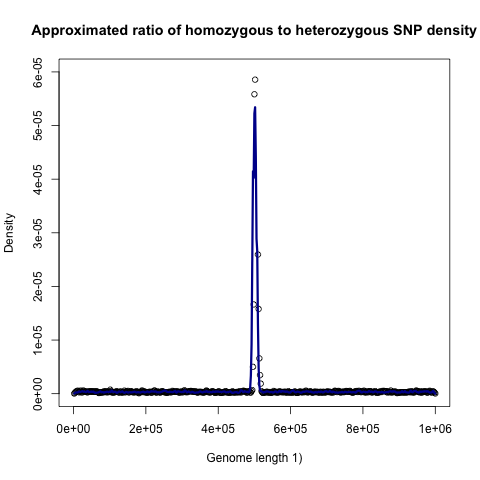 Approximated ratio of homozygous to heterozygous SNP density
6e-05
5e-05
4e-05
3e-05
2e-05
1e-05
0e+00
Density
0e+00 2e+05 4e+05 6e+05 8e+05 1e+06
Genome length 1)